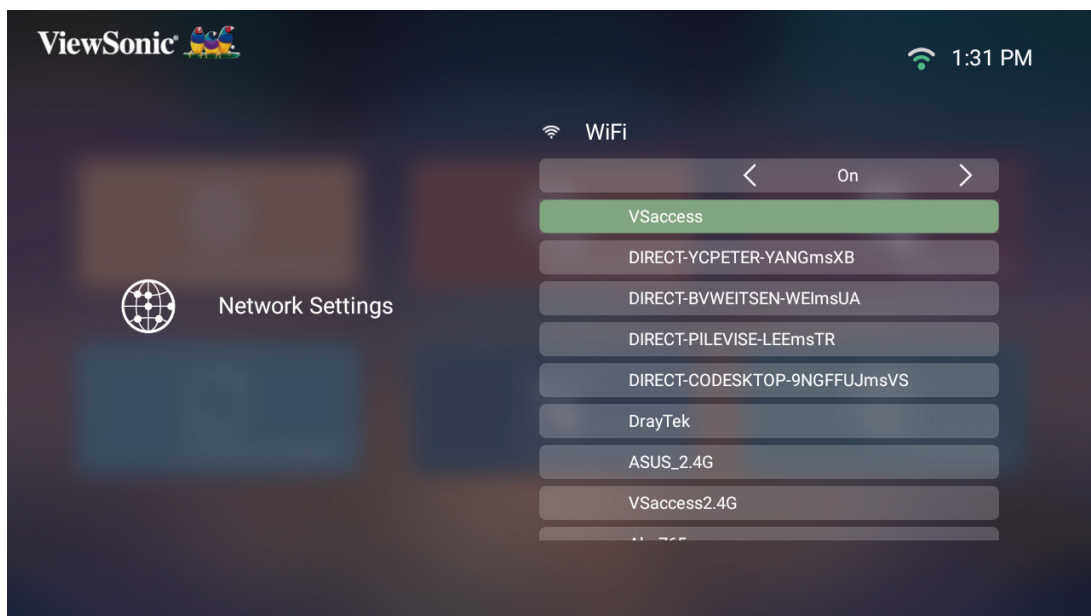 ViewSonic
1:31 PM
WiFi
On
VSaccess
DIRECT-YCPETER-YANGmsXB
DIRECT-BVWEITSEN-WEImsUA
Network Settings
DIRECT-PILEVISE-LEEmsTR
DIRECT-CODESKTOP-9NGFFUJmsVS
DrayTek
ASUS_2.4G
VSaccess2.4G